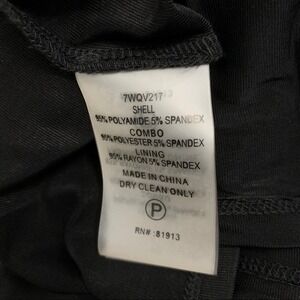 7WQV217
SHELL
95% POLYAMIDE 5% SPANDEX
COMBO
95% POLYESTER 5% SPANDEX
LINING
95% RAYON 5% SPANDEX
MADE IN CHINA
DRY CLEAN ONLY
P
RN# :81913